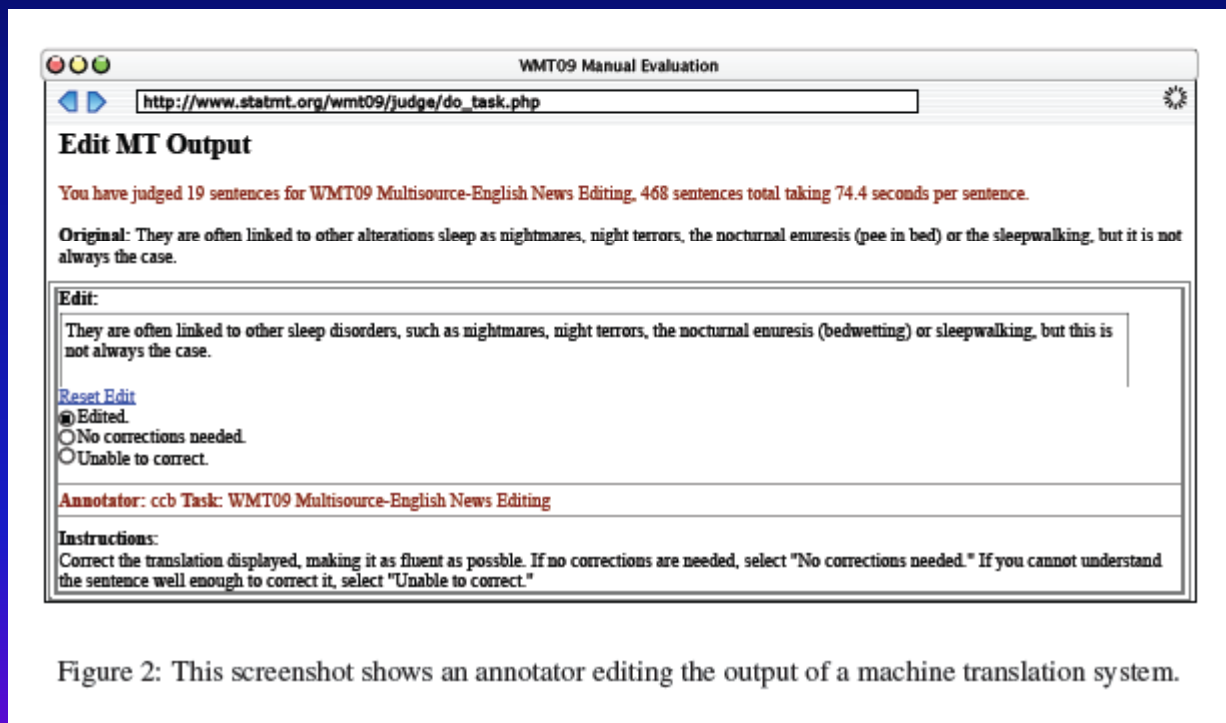 WMT09 Manual Evaluation
http://www.statmt.org/wmt09/judge/do_task.php
Edit MT Output
You have judged 19 sentences for WMT09 Multisource-English News Editing, 468 sentences total taking 74.4 seconds per sentence.
Original: They are often linked to other alterations sleep as nightmares, night terrors, the nocturnal enuresis (pee in bed) or the sleepwalking, but it is not
always the case.
Edit:
They are often linked to other sleep disorders, such as nightmares, night terrors, the nocturnal enuresis (bedwetting) or sleepwalking, but this is
not always the case.
Reset Edit
Edited.
No corrections needed.
Unable to correct.
Annotator: ccb Task: WMT09 Multisource-English News Editing
Instructions:
Correct the translation displayed, making it as fluent as possble. If no corrections are needed, select "No corrections needed." If you cannot understand
the sentence well enough to correct it, select "Unable to correct."
Figure 2: This screenshot shows an annotator editing the output of a machine translation system.